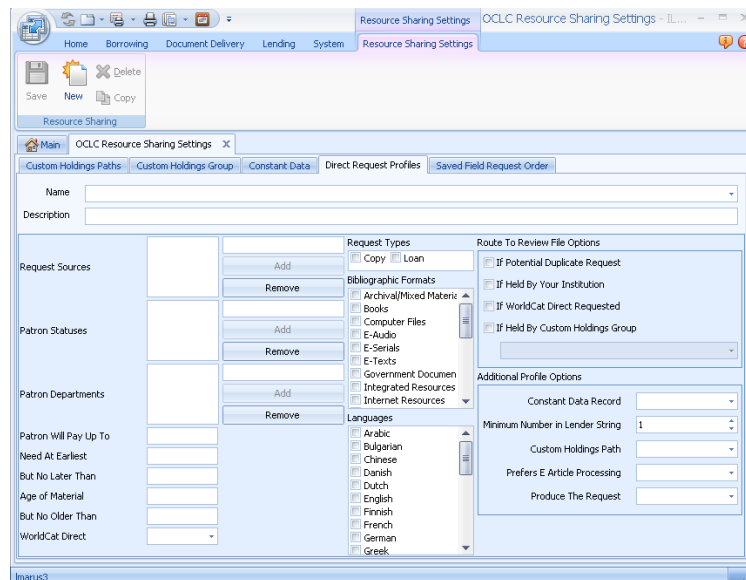 Resource Sharing Settings
OCLC Resource Sharing Settings - IL...
Home Borrowing Document Delivery Lending System Resource Sharing Settings
Save New Delete
Copy
Resource Sharing
Main OCLC Resource Sharing Settings X
Custom Holdings Paths Custom Holdings Group Constant Data Direct Request Profiles Saved Field Request Order
Name
Description
Request Sources
Add
Remove
Patron Statuses
Add
Remove
Patron Departments
Add
Remove
Patron Will Pay Up To
Need At Earliest
But No Later Than
Age of Material
But No Older Than
WorldCat Direct
Request Types
Copy Loan
Bibliographic Formats
Archival/Mixed Materia
Books
Computer Files
E-Audio
E-Serials
E-Texts
Government Documen
Integrated Resources
Internet Resources
Languages
Arabic
Bulgarian
Chinese
Danish
Dutch
English
Finnish
French
German
Greek
Route To Review File Options
If Potential Duplicate Request
If Held By Your Institution
If WorldCat Direct Requested
If Held By Custom Holdings Group
Additional Profile Options
Constant Data Record
Minimum Number in Lender String 1
Custom Holdings Path
Prefers E Article Processing
Produce The Request
lmarus3